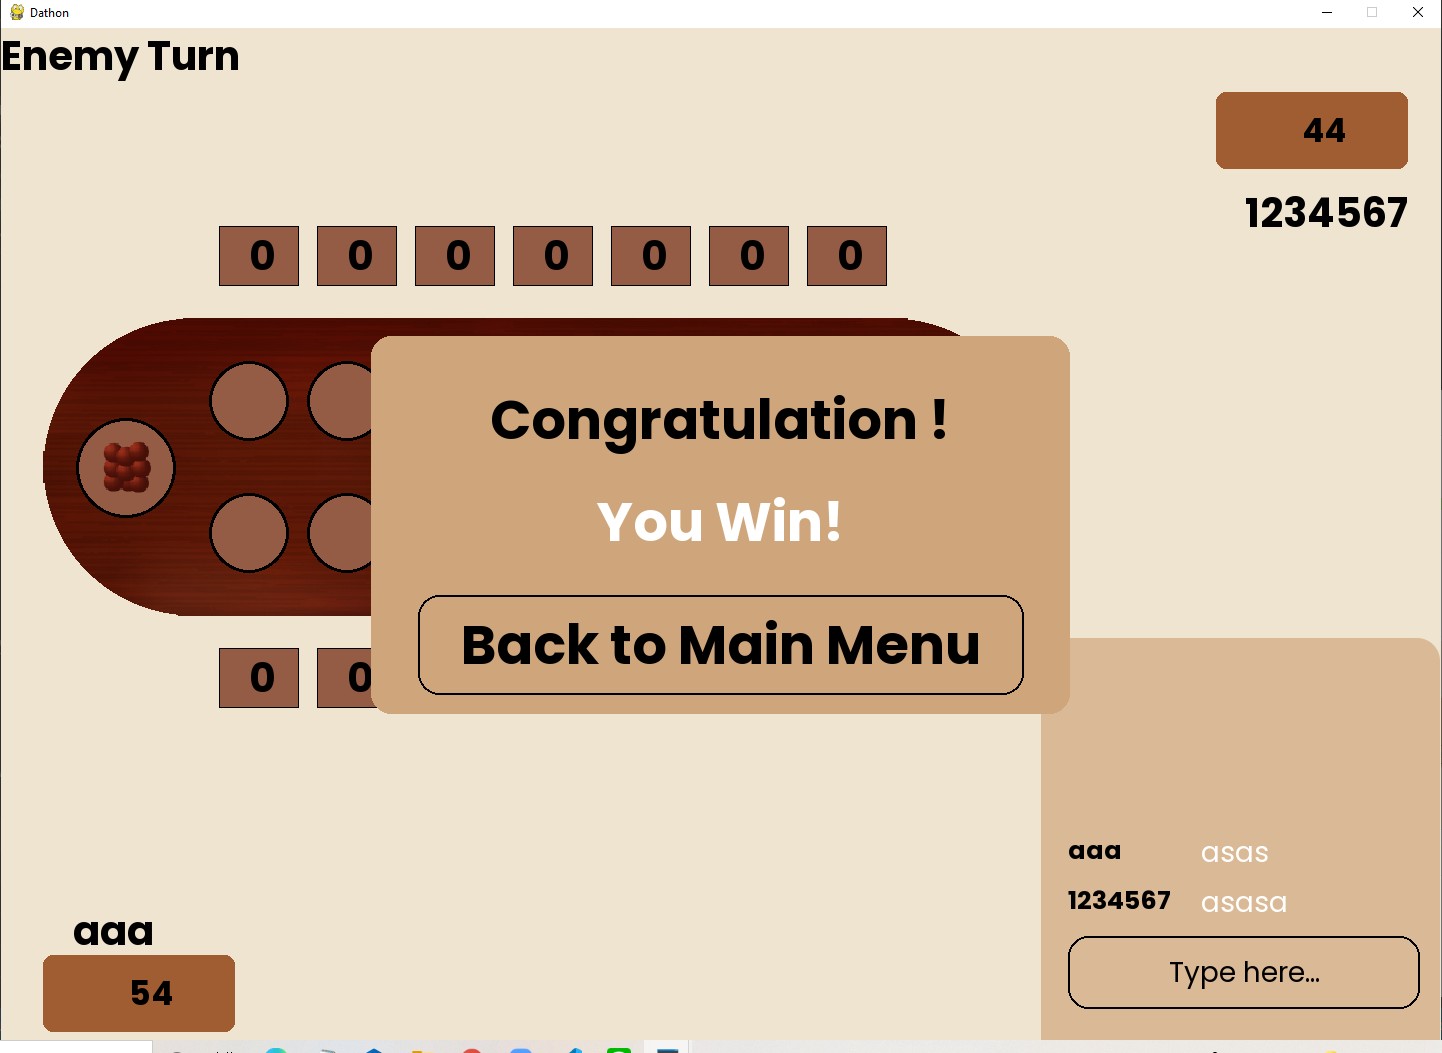 Dathon
Enemy Turn
44
1234567
0 0 0 0 0 0 0
Congratulation !
You Win!
Back to Main Menu
0 0
aaa asas
1234567 asasa
Type here...
aaa
54